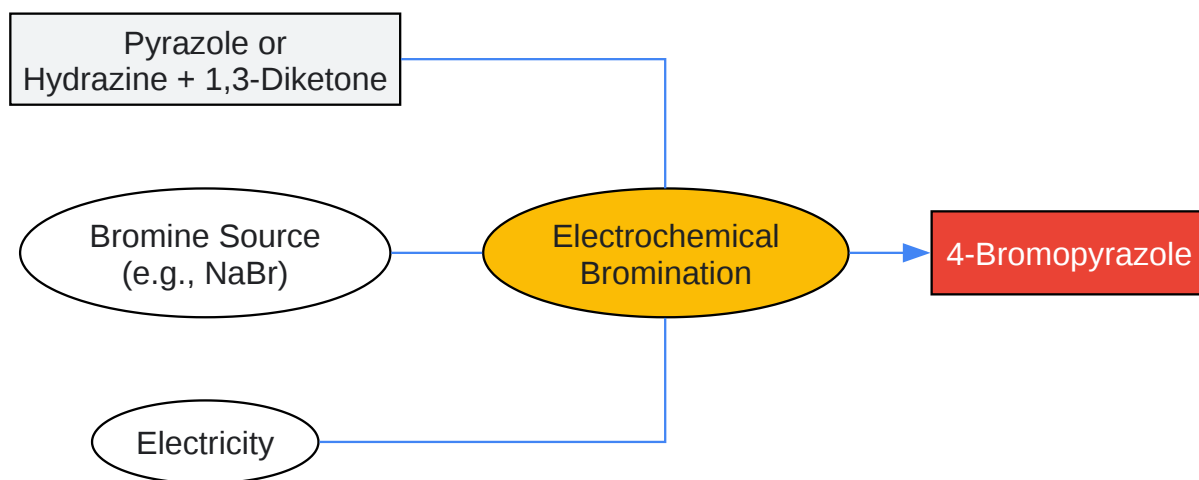 Pyrazole or
Hydrazine + 1,3-Diketone
Bromine Source
(e.g., NaBr)
Electrochemical
Bromination
4-Bromopyrazole
Electricity